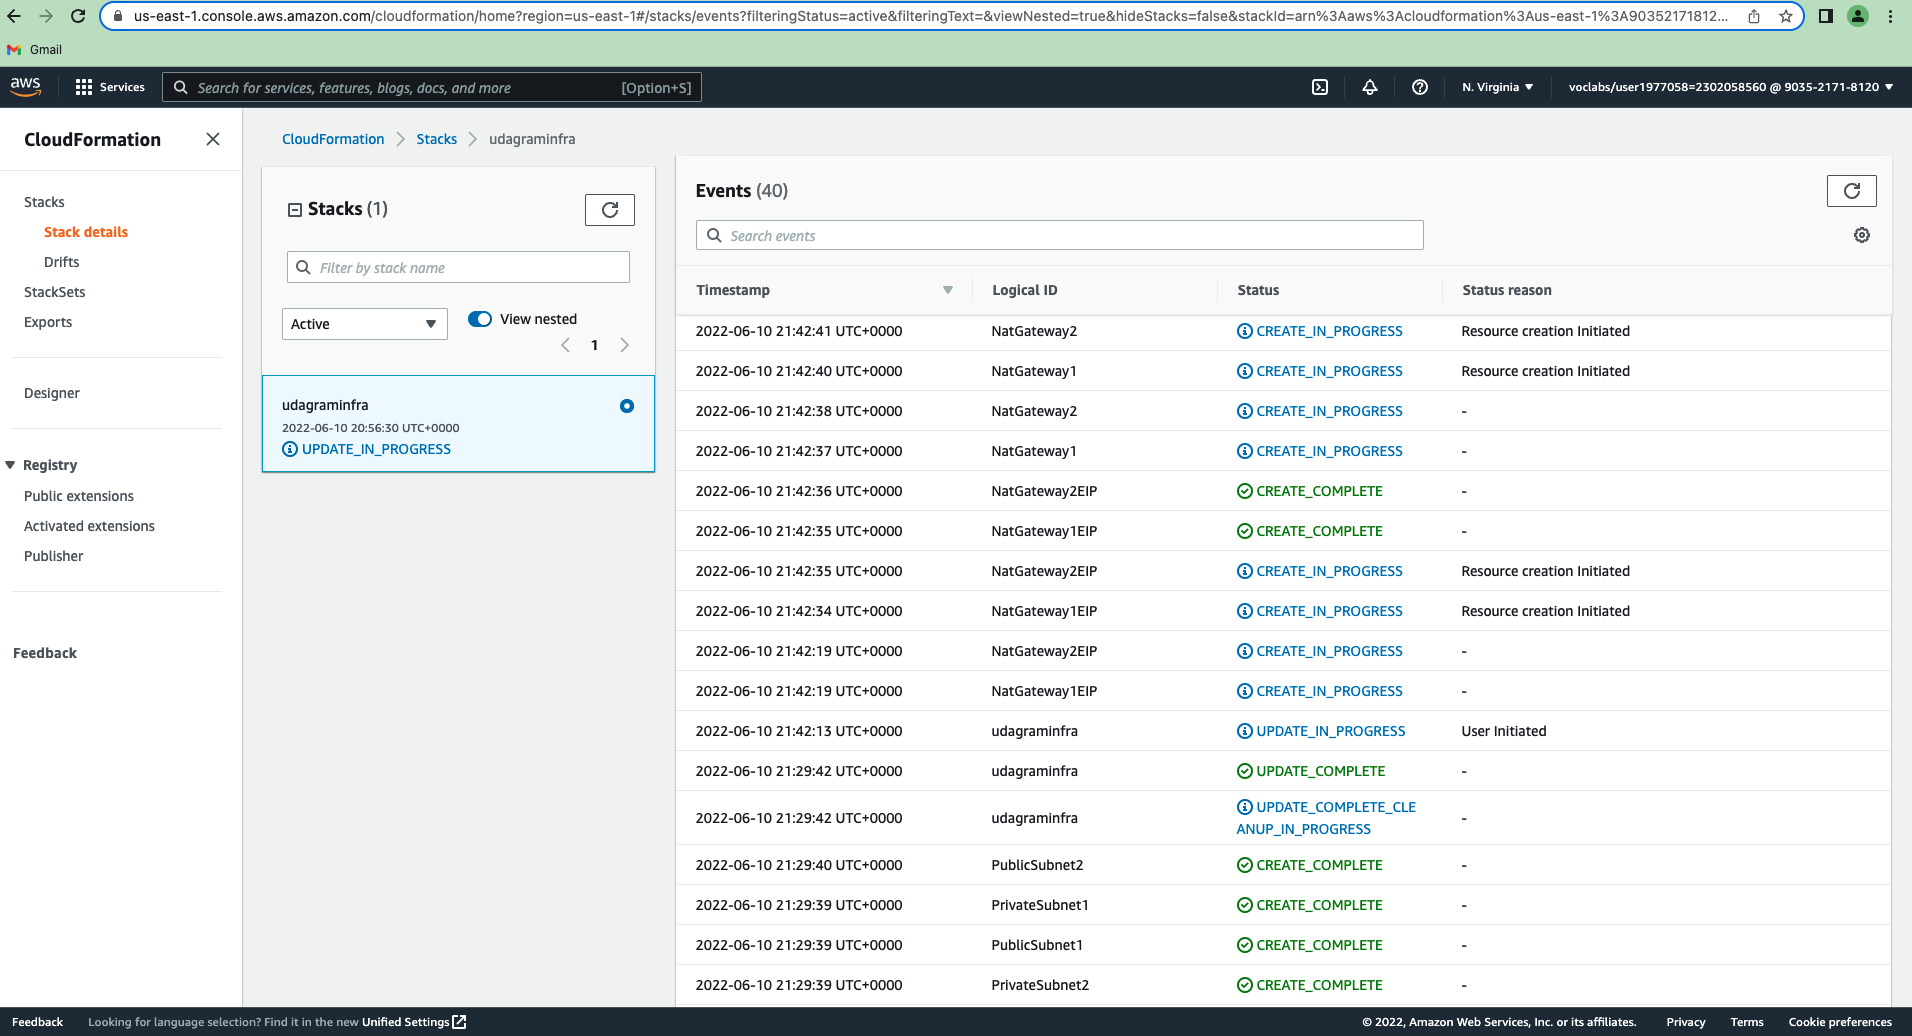 us-east-1.console.aws.amazon.com/cloudformation/home?region=us-east-1#/stacks/events?filteringStatus=active&filteringText=&viewNested=true&hideStacks=false&stackId=arn%3Aaws%3Acloudformation%3Aus-east-1%3A90352171812...
Gmail
aws Services Search for services, features, blogs, docs, and more [Option+S] N. Virginia voclabs/user1977058=2302058560 @ 9035-2171-8120
CloudFormation
Stacks
Stack details
Drifts
StackSets
Exports
Designer
Registry
Public extensions
Activated extensions
Publisher
Feedback
CloudFormation Stacks udagraminfra
Stacks (1)
Filter by stack name
Active View nested
1
udagraminfra
2022-06-10 20:56:30 UTC+0000
UPDATE_IN_PROGRESS
Events (40)
Search events
Timestamp Logical ID Status Status reason
2022-06-10 21:42:41 UTC+0000 NatGateway2 CREATE_IN_PROGRESS Resource creation Initiated
2022-06-10 21:42:40 UTC+0000 NatGateway1 CREATE_IN_PROGRESS Resource creation Initiated
2022-06-10 21:42:38 UTC+0000 NatGateway2 CREATE_IN_PROGRESS -
2022-06-10 21:42:37 UTC+0000 NatGateway1 CREATE_IN_PROGRESS -
2022-06-10 21:42:36 UTC+0000 NatGateway2EIP CREATE_COMPLETE -
2022-06-10 21:42:35 UTC+0000 NatGateway1EIP CREATE_COMPLETE -
2022-06-10 21:42:35 UTC+0000 NatGateway2EIP CREATE_IN_PROGRESS Resource creation Initiated
2022-06-10 21:42:34 UTC+0000 NatGateway1EIP CREATE_IN_PROGRESS Resource creation Initiated
2022-06-10 21:42:19 UTC+0000 NatGateway2EIP CREATE_IN_PROGRESS -
2022-06-10 21:42:19 UTC+0000 NatGateway1EIP CREATE_IN_PROGRESS -
2022-06-10 21:42:13 UTC+0000 udagraminfra UPDATE_IN_PROGRESS User Initiated
2022-06-10 21:29:42 UTC+0000 udagraminfra UPDATE_COMPLETE -
2022-06-10 21:29:42 UTC+0000 udagraminfra UPDATE_COMPLETE_CLE
ANUP_IN_PROGRESS -
2022-06-10 21:29:40 UTC+0000 PublicSubnet2 CREATE_COMPLETE -
2022-06-10 21:29:39 UTC+0000 PrivateSubnet1 CREATE_COMPLETE -
2022-06-10 21:29:39 UTC+0000 PublicSubnet1 CREATE_COMPLETE -
2022-06-10 21:29:39 UTC+0000 PrivateSubnet2 CREATE_COMPLETE -
Feedback Looking for language selection? Find it in the new Unified Settings © 2022, Amazon Web Services, Inc. or its affiliates. Privacy Terms Cookie preferences